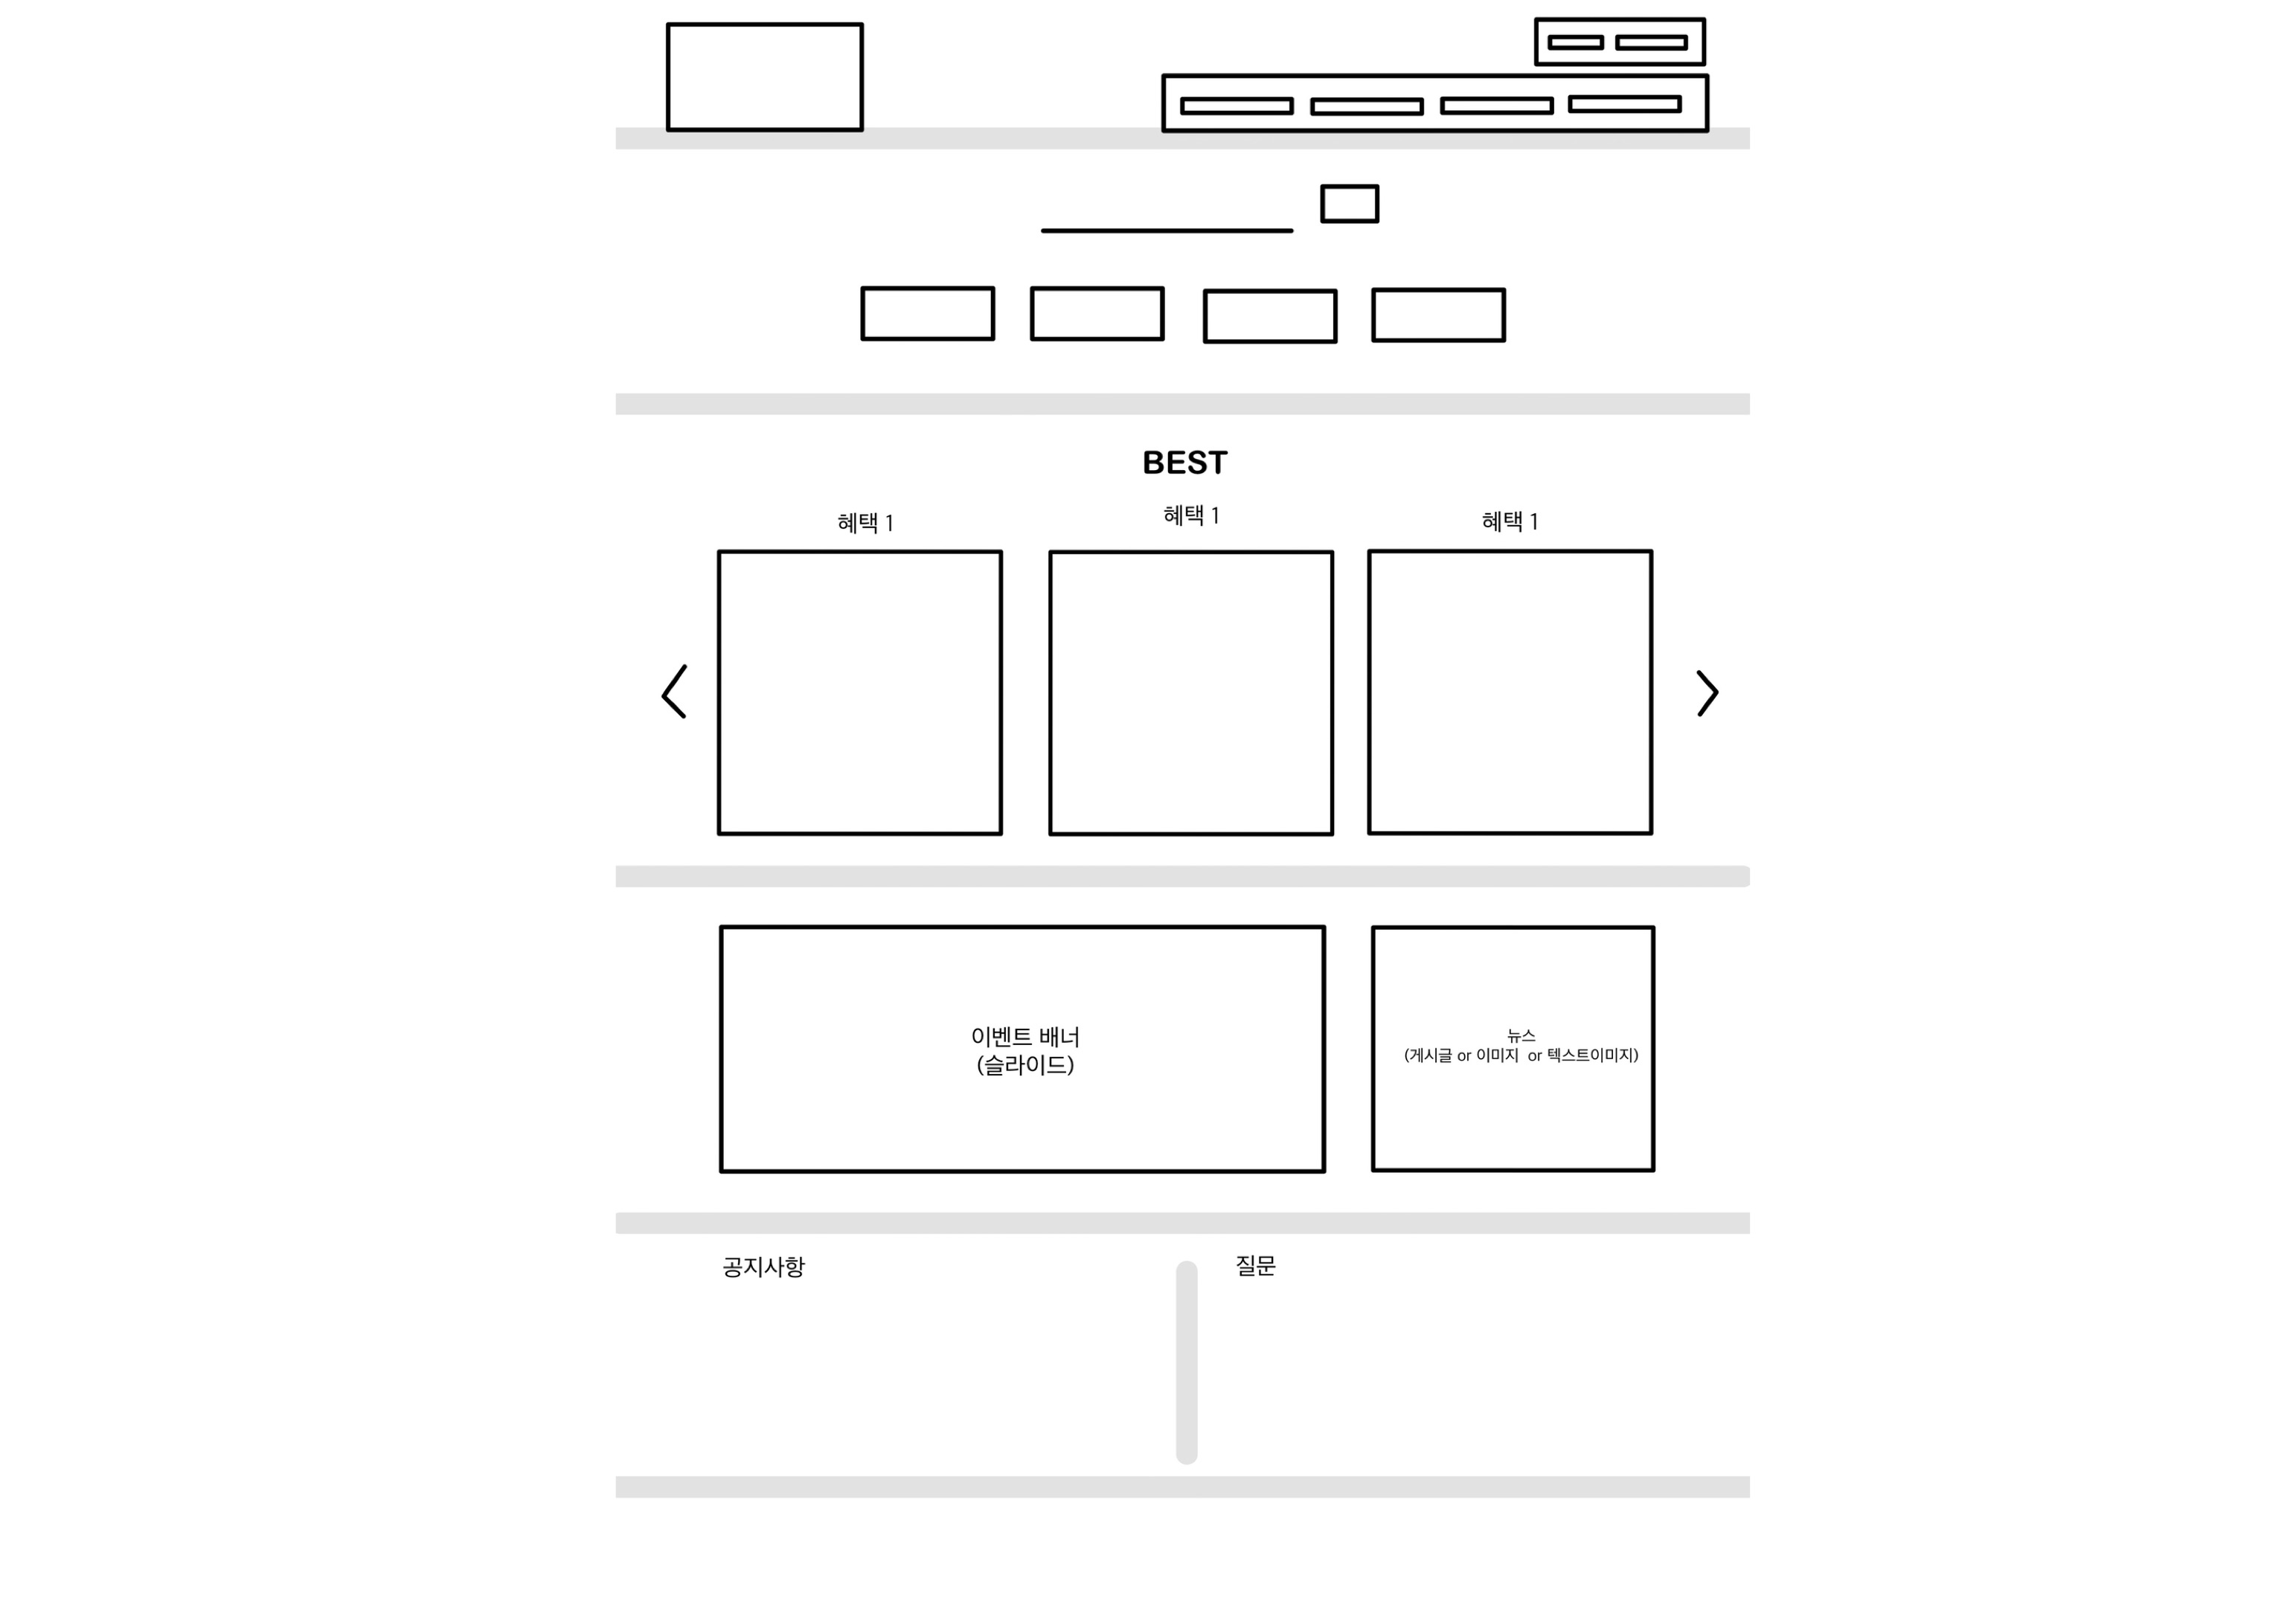 BEST
혜택 1
혜택 1
혜택 1
이벤트 배너
(슬라이드)
뉴스
(게시글 or 이미지 or 텍스트이미지)
공지사항
질문